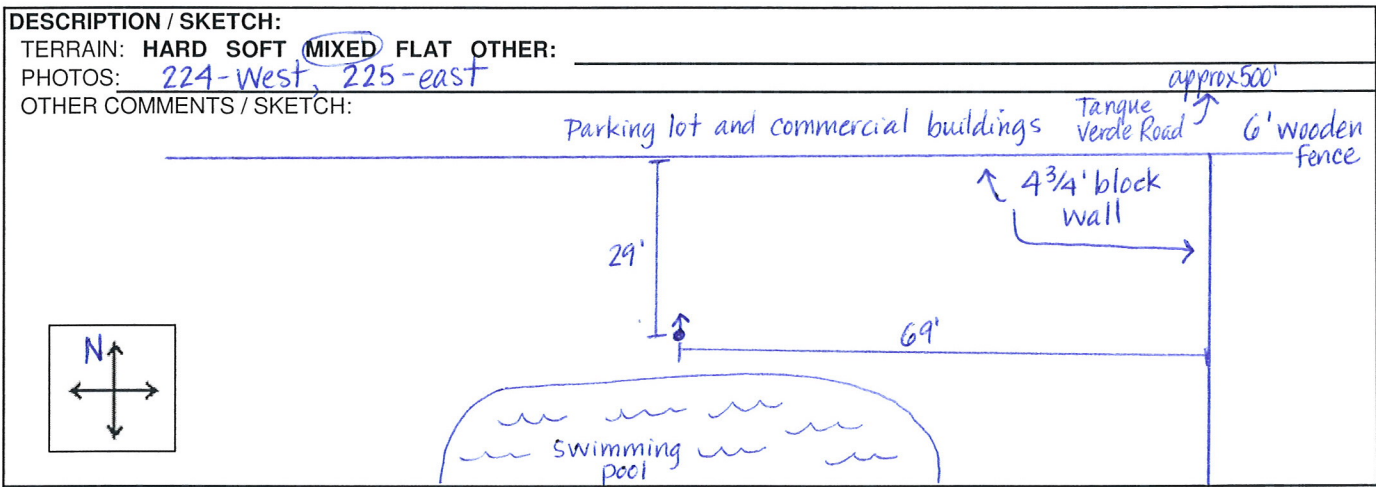 DESCRIPTION / SKETCH:
TERRAIN: HARD SOFT MIXED FLAT OTHER:
PHOTOS: 224-West, 225-east
OTHER COMMENTS / SKETCH:
approx 500'
Parking lot and commercial buildings
Tanque
Verde Road
6' wooden
fence
4 3/4' block
wall
29'
69'
N
swimming
pool